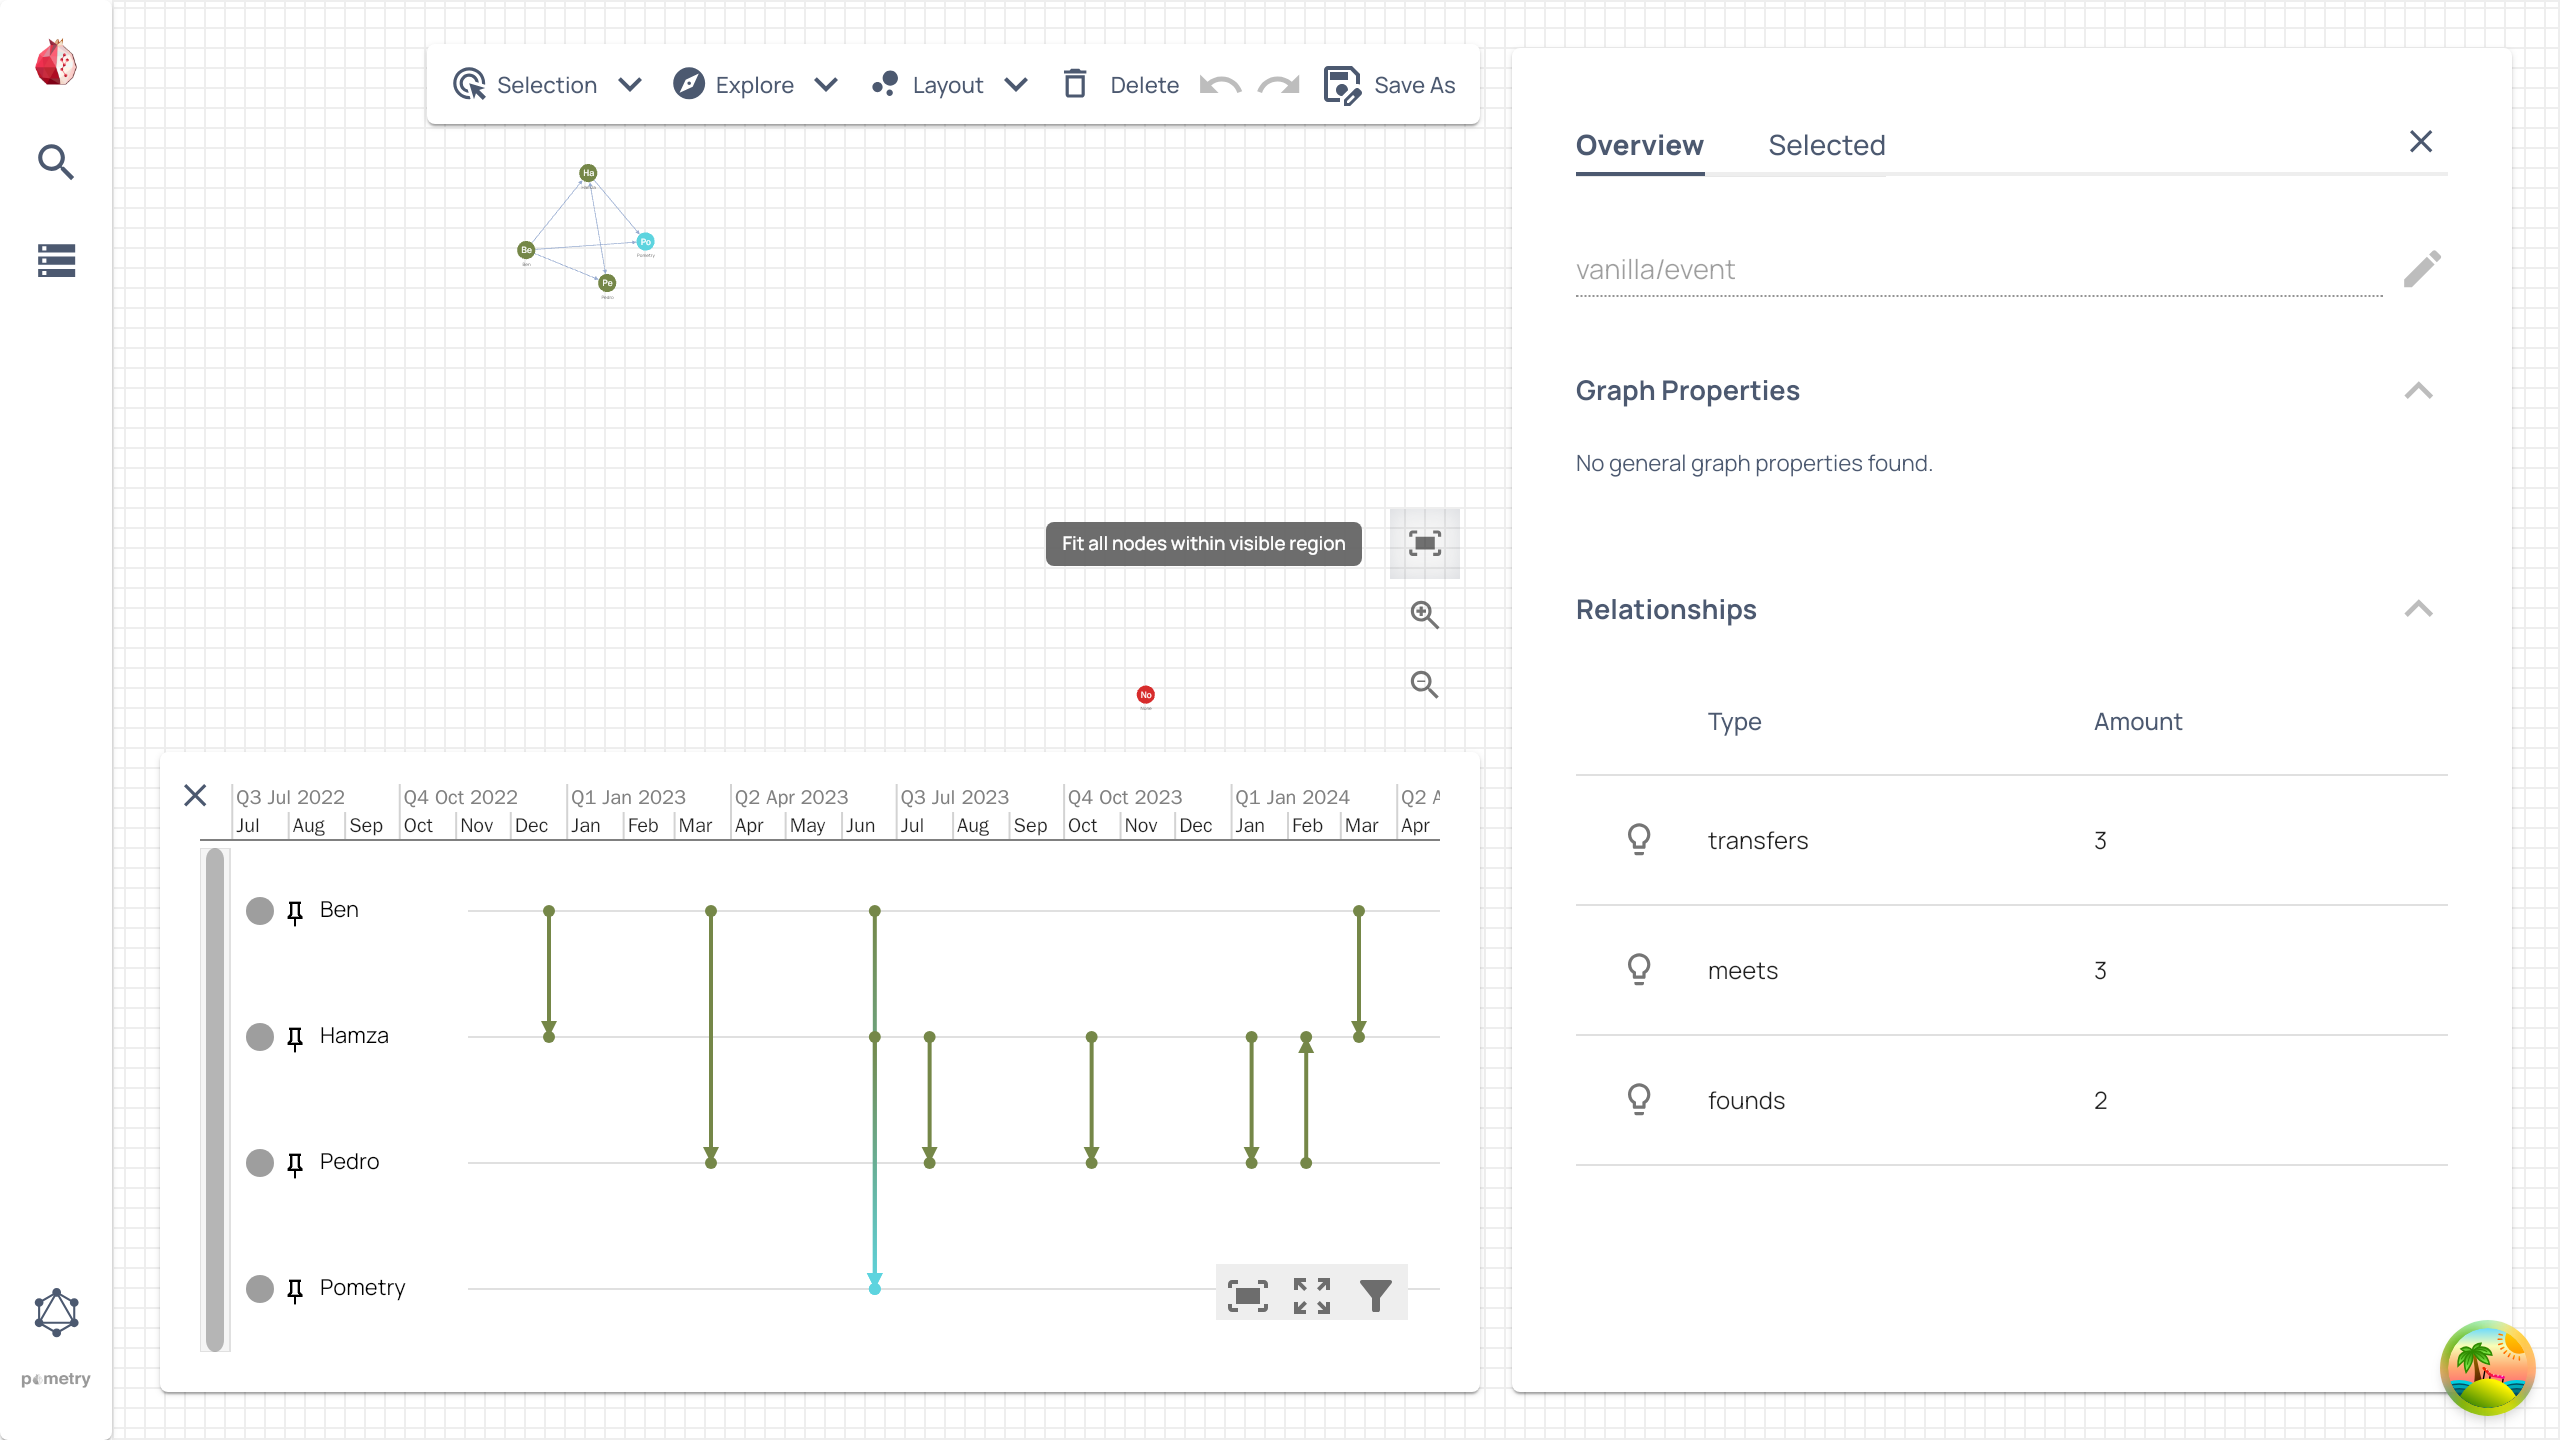 Selection
Explore
Layout
Delete
Save As
Ha
Be
Ben
Po
Pometry
Pe
Pedro
Fit all nodes within visible region
No
Q3 Jul 2022
Q4 Oct 2022
Q1 Jan 2023
Q2 Apr 2023
Q3 Jul 2023
Q4 Oct 2023
Q1 Jan 2024
Q2 A
Jul Aug Sep Oct Nov Dec Jan Feb Mar Apr May Jun Jul Aug Sep Oct Nov Dec Jan Feb Mar Apr
Ben
Hamza
Pedro
Pometry
pometry
Overview
Selected
vanilla/event
Graph Properties
No general graph properties found.
Relationships
Type Amount
transfers 3
meets 3
founds 2